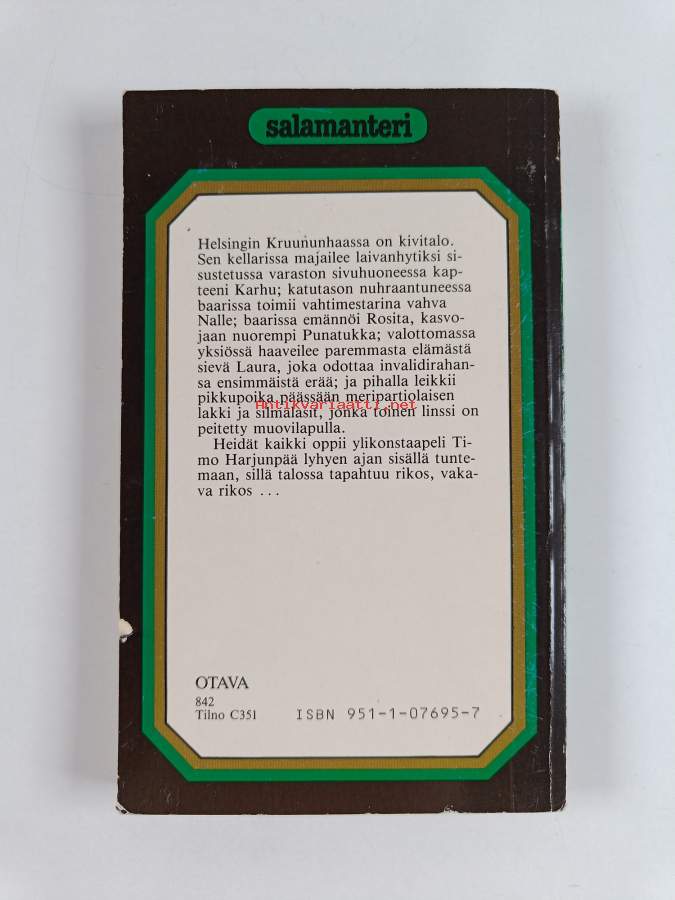 salamanteri
Helsingin Kruununhaassa on kivitalo.
Sen kellarissa majailee laivanhytiksi si-
sustetussa varaston sivuhuoneessa kap-
teeni Karhu; katutason nuhraantuneessa
baarissa toimii vahtimestarina vahva
Nalle; baarissa emännöi Rosita, kasvo-
jaan nuorempi Punatukka; valottomassa
yksiössä haaveilee paremmasta elämästä
sievä Laura, joka odottaa invalidirahan-
sa ensimmäistä erää; ja pihalla leikkii
pikkupoika päässään meripartiolaisen
Antikvariaatti.net
lakki ja silmälasit, jonka toinen linssi on
peitetty muovilapulla.
Heidät kaikki oppii ylikonstaapeli Ti-
mo Harjunpää lyhyen ajan sisällä tunte-
maan, sillä talossa tapahtuu rikos, vaka-
va rikos ...
OTAVA
842
Tilno C351
ISBN 951-1-07695-7